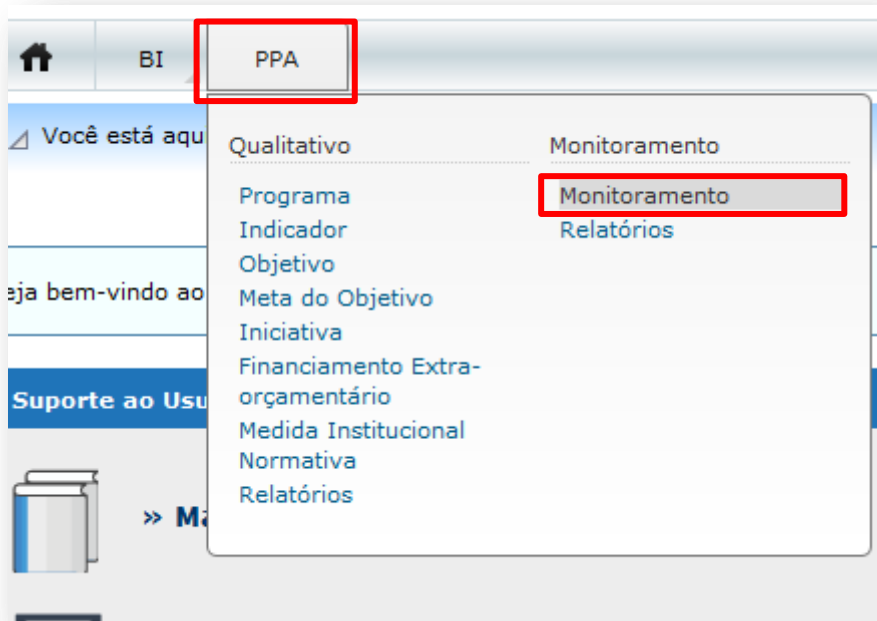 BI
PPA
Você está aqu
Qualitativo
Monitoramento
Programa
Monitoramento
Indicador
Relatórios
Objetivo
Meta do Objetivo
eja bem-vindo ao
Iniciativa
Financiamento Extra-
orçamentário
Suporte ao Usu
Medida Institucional
Normativa
Relatórios
» Ma